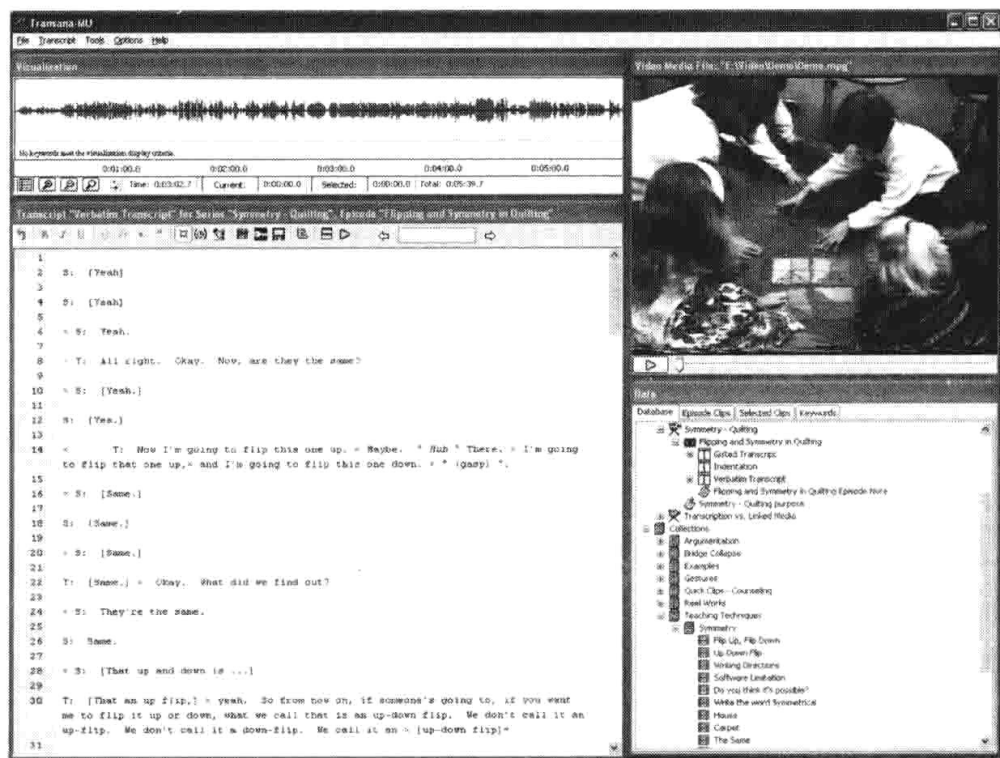 Transana-MU
File Transcript Tools Options Help
Visualization
No keywords meet the visualization display criteria.
0:01:00.0 0:02:00.0 0:03:00.0 0:04:00.0 0:05:00.0
Time: 0:03:02.7 Current: 0:00:00.0 Selected: 0:00:00.0 Total: 0:05:39.7
Transcript "Verbatim Transcript" for Series "Symmetry - Quilting", Episode "Flipping and Symmetry in Quilting"
1
2 S: [Yeah]
3
4 S: [Yeah]
5
6 S: Yeah.
7
8 T: All right. Okay. Now, are they the same?
9
10 S: [Yeah.]
11
12 S: [Yes.]
13
14 T: Now I'm going to flip this one up. Maybe. Huh There. I'm going
to flip that one up, and I'm going to flip this one down. (gasp)
15
16 S: [Same.]
17
18 S: [Same.]
19
20 S: [Same.]
21
22 T: [Same.] Okay. What did we find out?
23
24 S: They're the same.
25
26 S: Same.
27
28 S: [That up and down is ...]
29
30 T: [That an up flip,] yeah. So from now on, if someone's going to, if you want
me to flip it up or down, what we call that is an up-down flip. We don't call it an
up-flip. We don't call it a down-flip. We call it an [up-down flip]
31
Video Media File: "E:\Video\Demo\Demo.mpg"
Data
Database Episode Clips Selected Clips Keywords
Symmetry - Quilting
Flipping and Symmetry in Quilting
Gisted Transcript
Indentation
Verbatim Transcript
Flipping and Symmetry in Quilting Episode Note
Symmetry - Quilting purpose
Transcription vs. Linked Media
Collections
Argumentation
Bridge Collapse
Examples
Gestures
Quick Clips - Counseling
Reel Works
Teaching Techniques
Symmetry
Flip Up, Flip Down
Up Down Flip
Writing Directions
Software Limitation
Do you think it's possible?
Write the word Symmetrical
House
Carpet
The Same